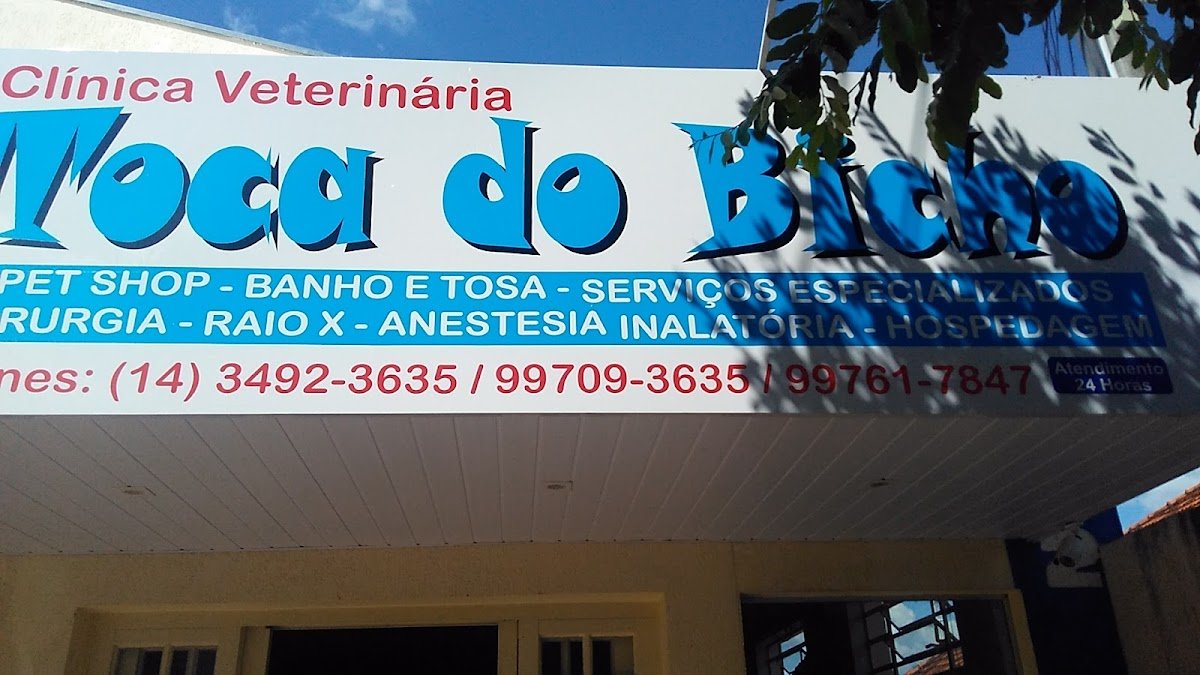 Clínica Veterinária
Toca do Bicho
PET SHOP - BANHO E TOSA - SERVIÇOS ESPECIALIZADOS
RURGIA - RAIO X - ANESTESIA INALATÓRIA - HOSPEDAGEM
nes: (14) 3492-3635 / 99709-3635 / 99761-7847
Atendimento
24 Horas